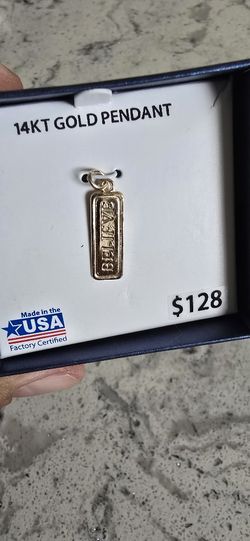 14KT GOLD PENDANT
BELIEVE
Made in the
USA
Factory Certified
$128